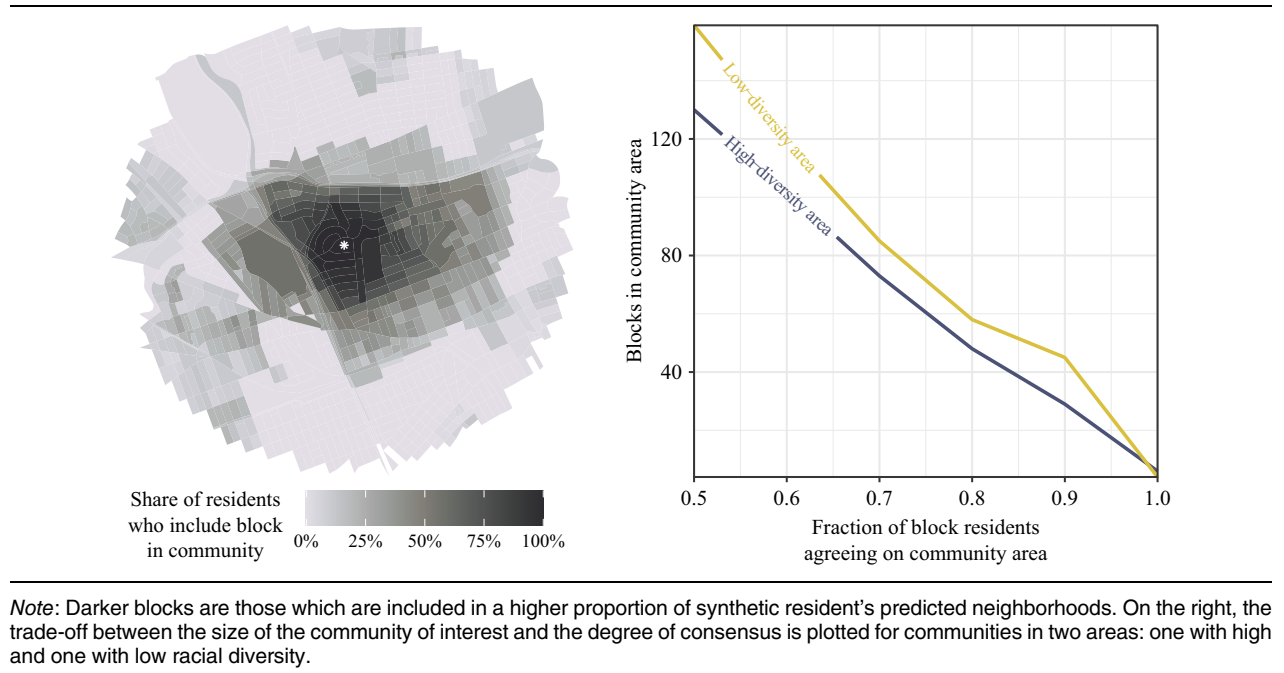 Share of residents
who include block
in community
0%
25%
50%
75%
100%
Blocks in community area
120
80
40
Low-diversity area
High-diversity area
0.5
0.6
0.7
0.8
0.9
1.0
Fraction of block residents
agreeing on community area
Note: Darker blocks are those which are included in a higher proportion of synthetic resident's predicted neighborhoods. On the right, the
trade-off between the size of the community of interest and the degree of consensus is plotted for communities in two areas: one with high
and one with low racial diversity.